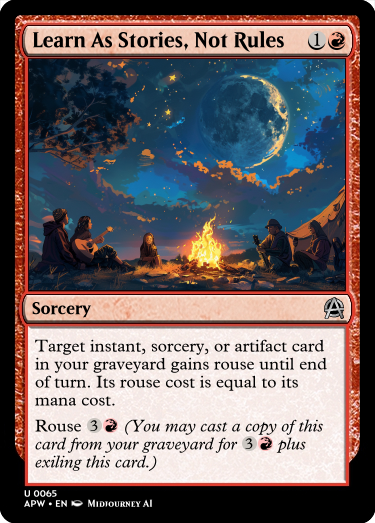 Learn As Stories, Not Rules 1
Sorcery
Target instant, sorcery, or artifact card
in your graveyard gains rouse until end
of turn. Its rouse cost is equal to its
mana cost.
Rouse 3 (You may cast a copy of this
card from your graveyard for 3 plus
exiling this card.)
U 0065
APW • EN Midjourney AI